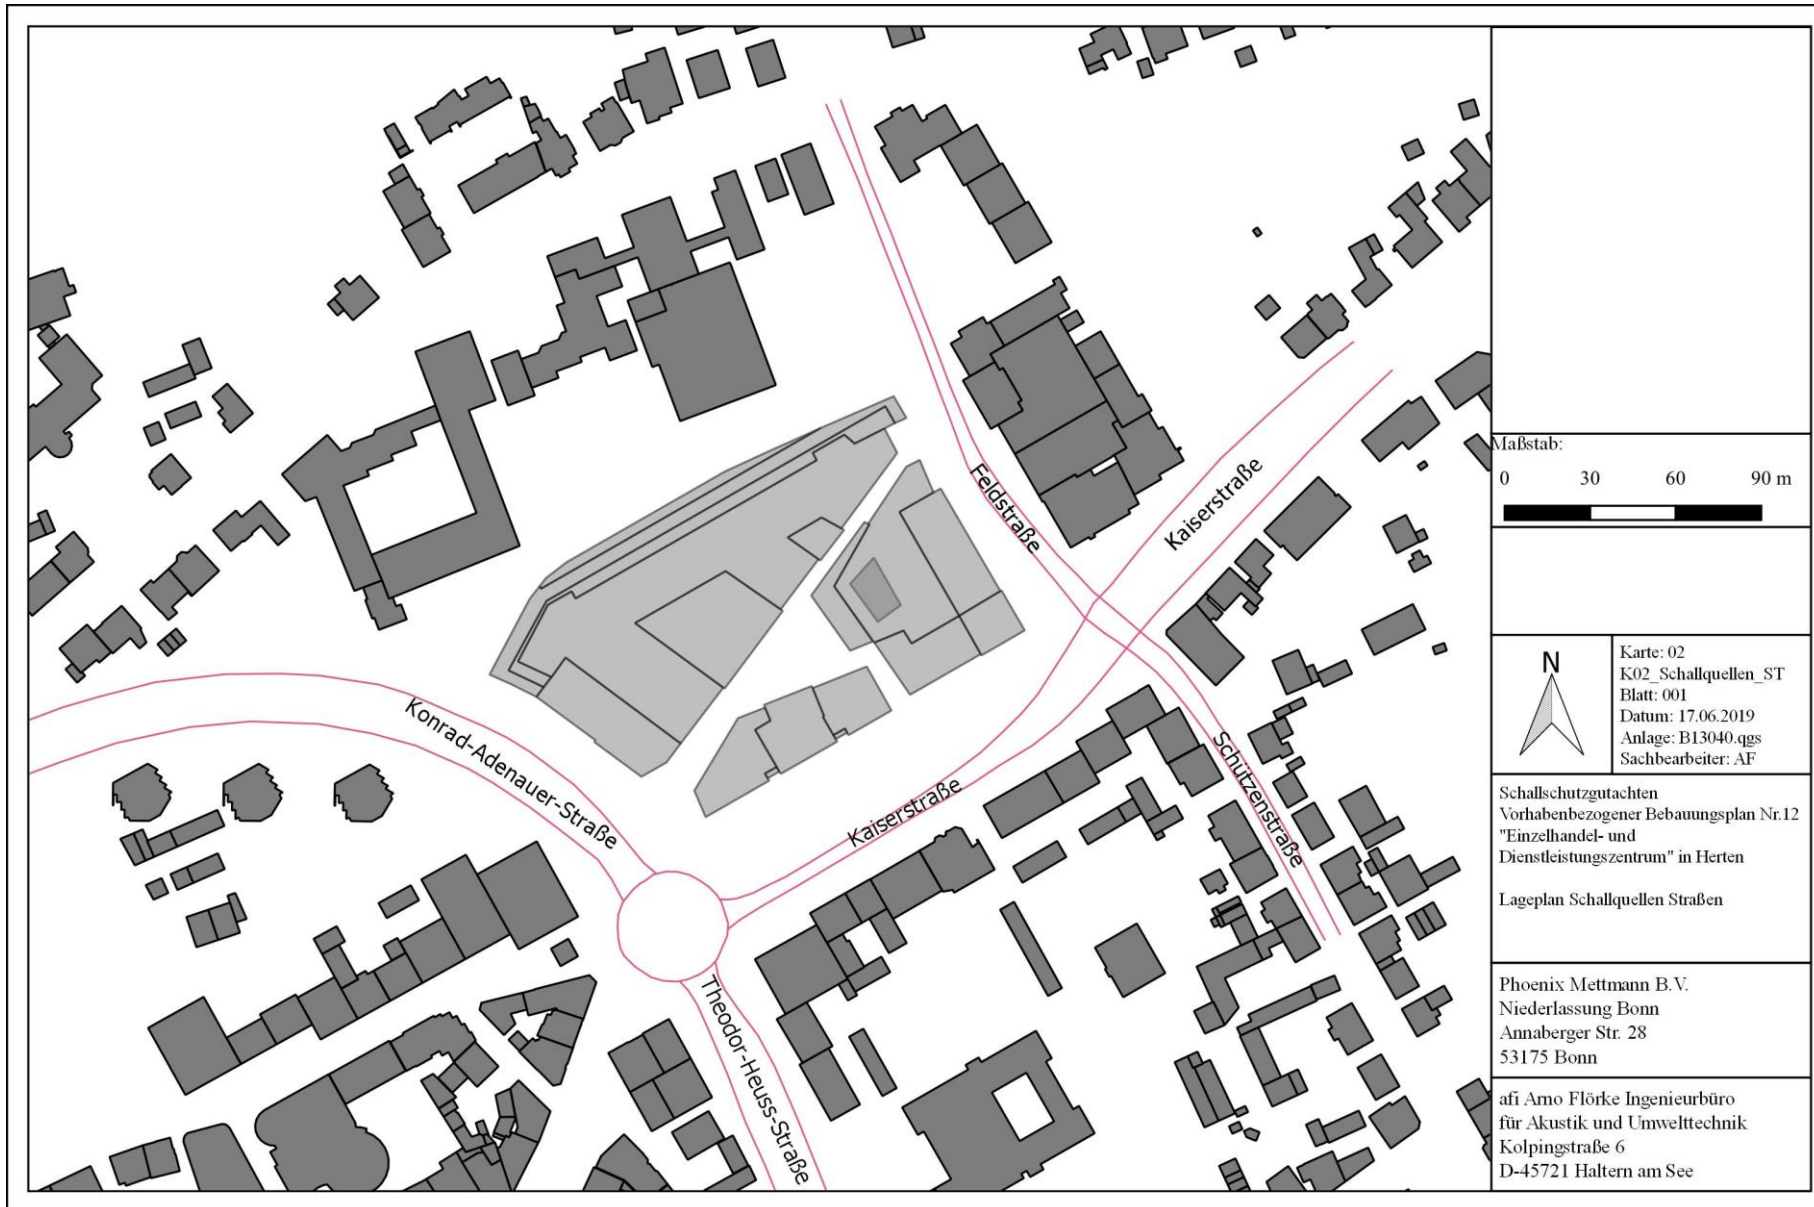 Feldstraße
Kaiserstraße
Konrad-Adenauer-Straße
Kaiserstraße
Schützenstraße
Theodor-Heuss-Straße
Maßstab:
0 30 60 90 m
N
Karte: 02
K02_Schallquellen_ST
Blatt: 001
Datum: 17.06.2019
Anlage: B13040.qgs
Sachbearbeiter: AF
Schallschutzgutachten
Vorhabenbezogener Bebauungsplan Nr.12
"Einzelhandel- und
Dienstleistungszentrum" in Herten
Lageplan Schallquellen Straßen
Phoenix Mettmann B.V.
Niederlassung Bonn
Annaberger Str. 28
53175 Bonn
afi Arno Flörke Ingenieurbüro
für Akustik und Umwelttechnik
Kolpingstraße 6
D-45721 Haltern am See